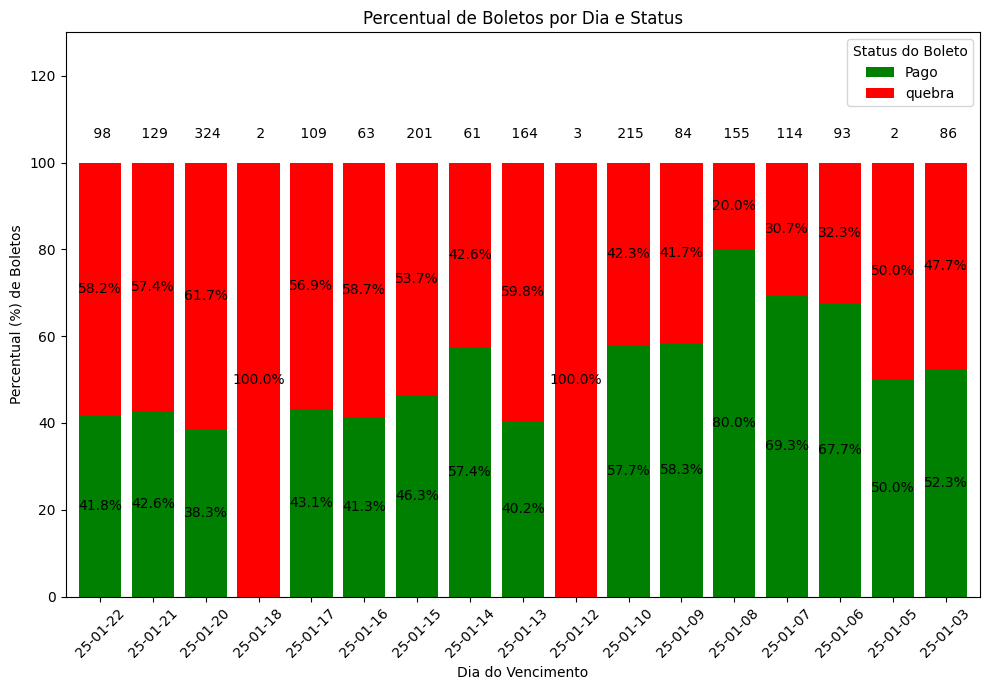 Percentual de Boletos por Dia e Status
Status do Boleto
Pago
quebra
120
100
80
60
40
20
0
Percentual (%) de Boletos
98 129 324 2 109 63 201 61 164 3 215 84 155 114 93 2 86
58.2% 57.4% 61.7% 100.0% 56.9% 58.7% 53.7% 42.6% 59.8% 100.0% 42.3% 41.7% 20.0% 30.7% 32.3% 50.0% 47.7%
41.8% 42.6% 38.3% 43.1% 41.3% 46.3% 57.4% 40.2% 57.7% 58.3% 80.0% 69.3% 67.7% 50.0% 52.3%
25-01-22 25-01-21 25-01-20 25-01-18 25-01-17 25-01-16 25-01-15 25-01-14 25-01-13 25-01-12 25-01-10 25-01-09 25-01-08 25-01-07 25-01-06 25-01-05 25-01-03
Dia do Vencimento